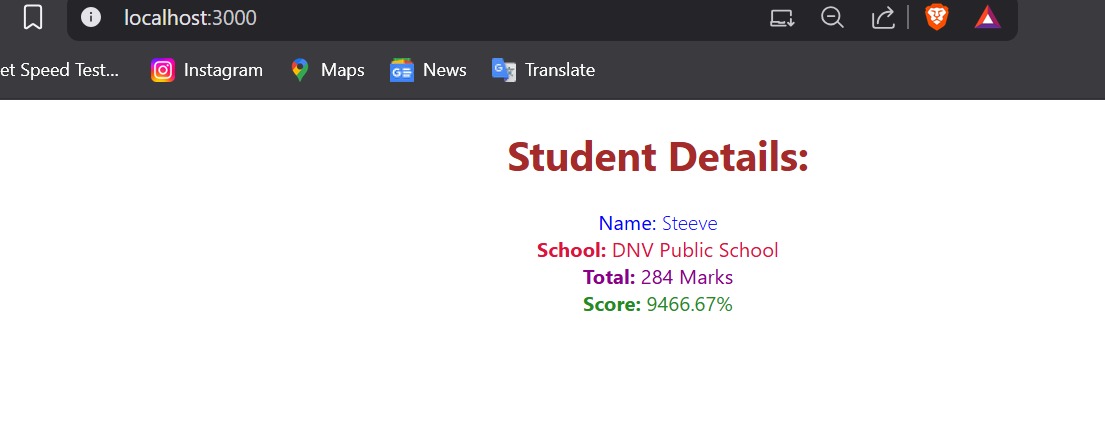 localhost:3000
et Speed Test... Instagram Maps News Translate
Student Details:
Name: Steeve
School: DNV Public School
Total: 284 Marks
Score: 9466.67%